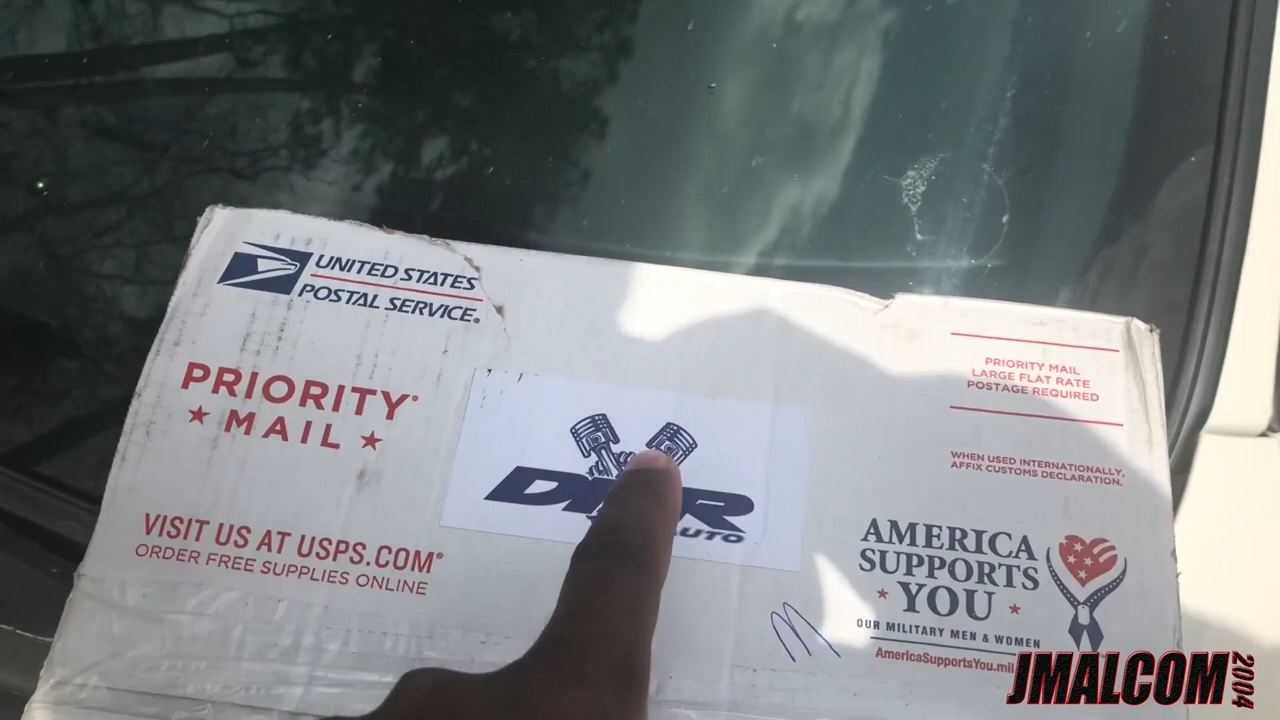 UNITED STATES
POSTAL SERVICE®
PRIORITY®
★ MAIL ★
VISIT US AT USPS.COM®
ORDER FREE SUPPLIES ONLINE
AUTO
PRIORITY MAIL
LARGE FLAT RATE
POSTAGE REQUIRED
WHEN USED INTERNATIONALLY,
AFFIX CUSTOMS DECLARATION.
AMERICA
SUPPORTS
★ YOU ★
OUR MILITARY MEN & WOMEN
AmericaSupportsYou.mil
M
JMALCOM 2004